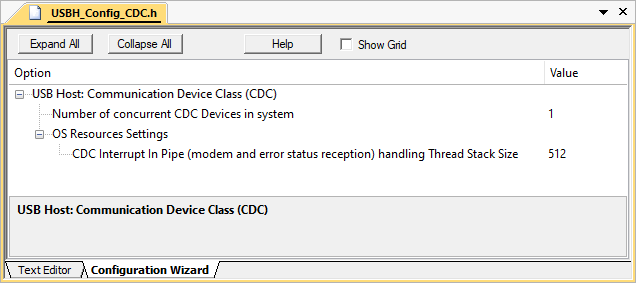 USBH_Config_CDC.h
Expand All Collapse All Help Show Grid
Option Value
USB Host: Communication Device Class (CDC)
Number of concurrent CDC Devices in system 1
OS Resources Settings
CDC Interrupt In Pipe (modem and error status reception) handling Thread Stack Size 512
USB Host: Communication Device Class (CDC)
Text Editor Configuration Wizard